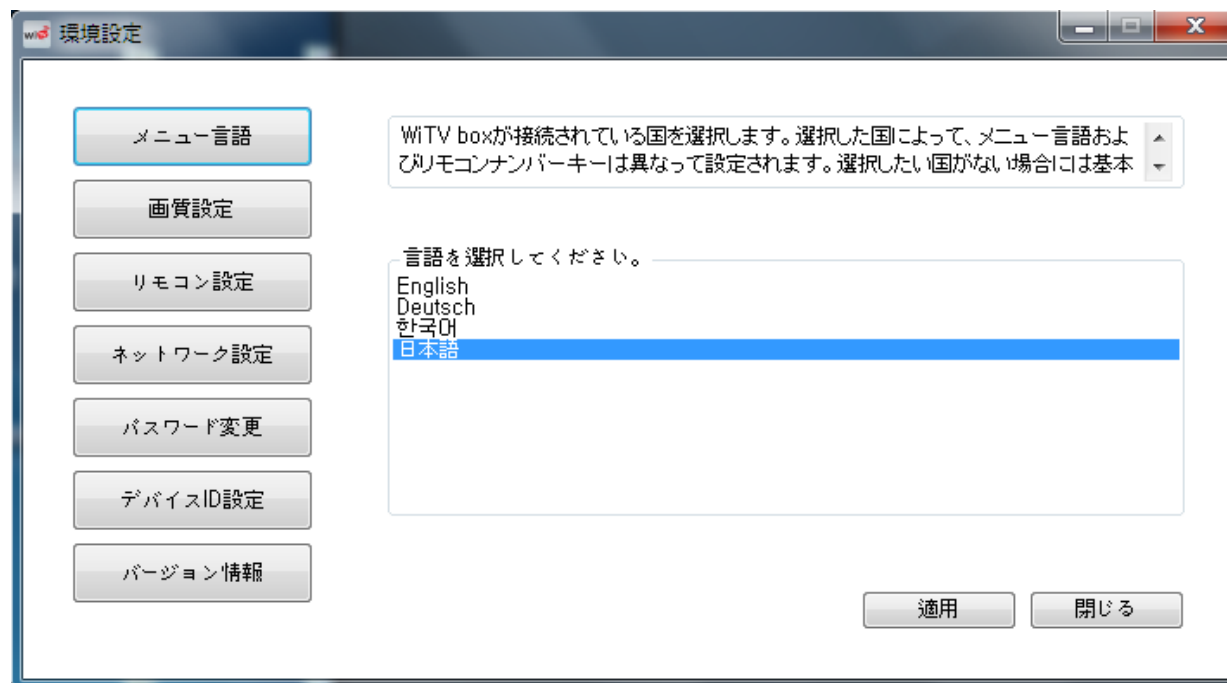 環境設定
メニュー言語
画質設定
リモコン設定
ネットワーク設定
パスワード変更
デバイスID設定
バージョン情報
WiTV boxが接続されている国を選択します。選択した国によって、メニュー言語およ
びリモコンナンバーキーは異なって設定されます。選択したい国がない場合には基本
言語を選択してください。
English
Deutsch
한국어
日本語
適用
閉じる